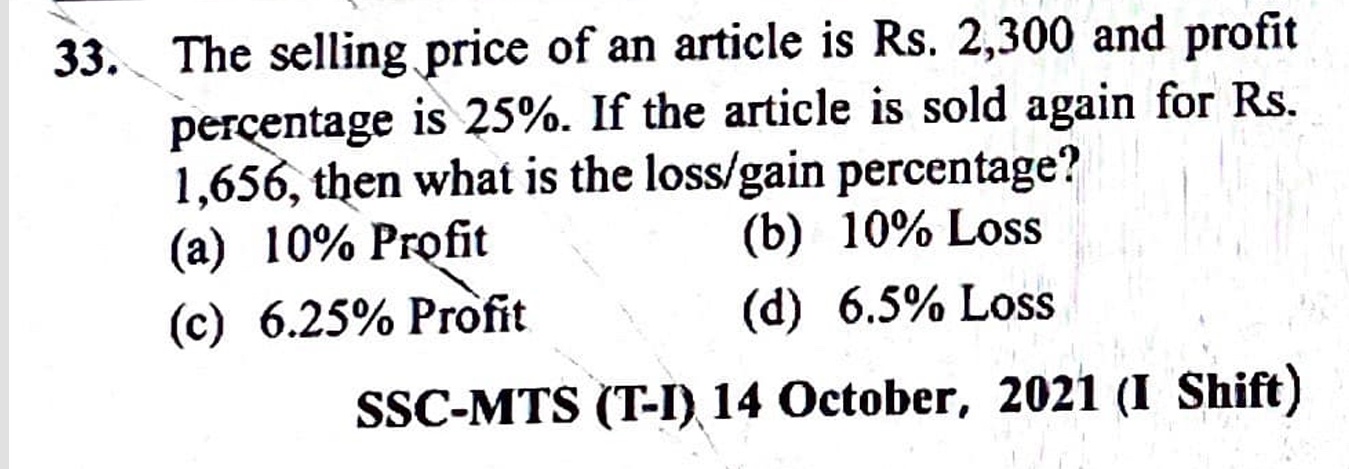 33. The selling price of an article is Rs. 2,300 and profit
percentage is 25%. If the article is sold again for Rs.
1,656, then what is the loss/gain percentage?
(a) 10% Profit (b) 10% Loss
(c) 6.25% Profit (d) 6.5% Loss
SSC-MTS (T-I) 14 October, 2021 (I Shift)